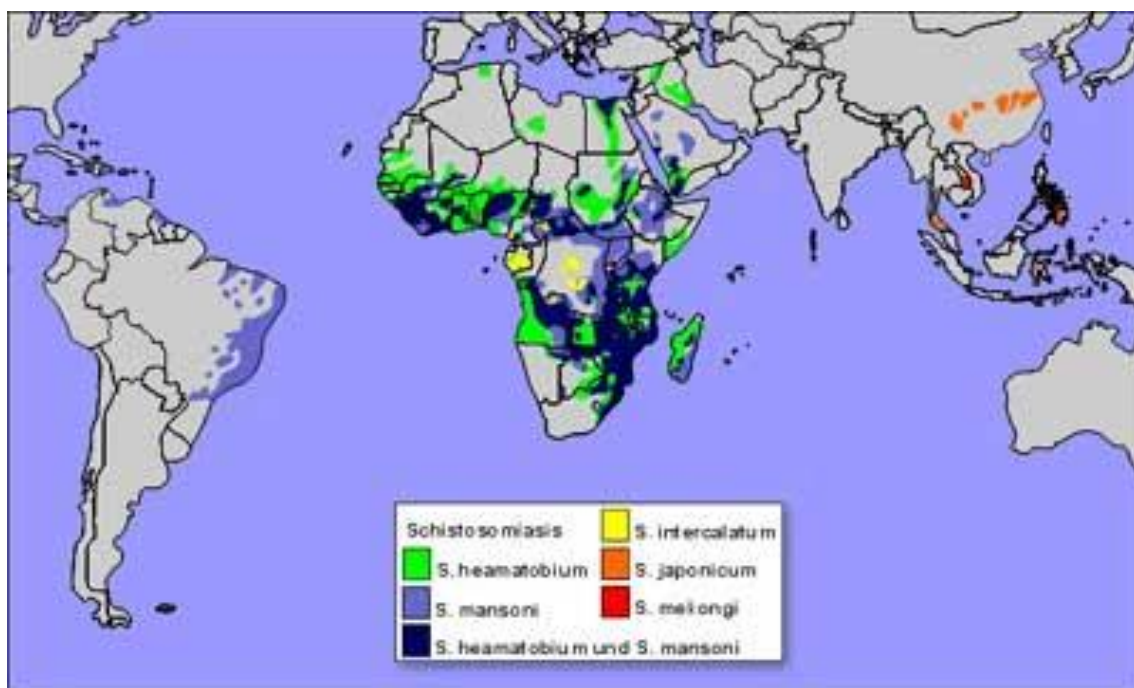 Schistosomiasis
S. heamatobium
S. mansoni
S. heamatobium und S. mansoni
S. intercalatum
S. japonicum
S. mekongi